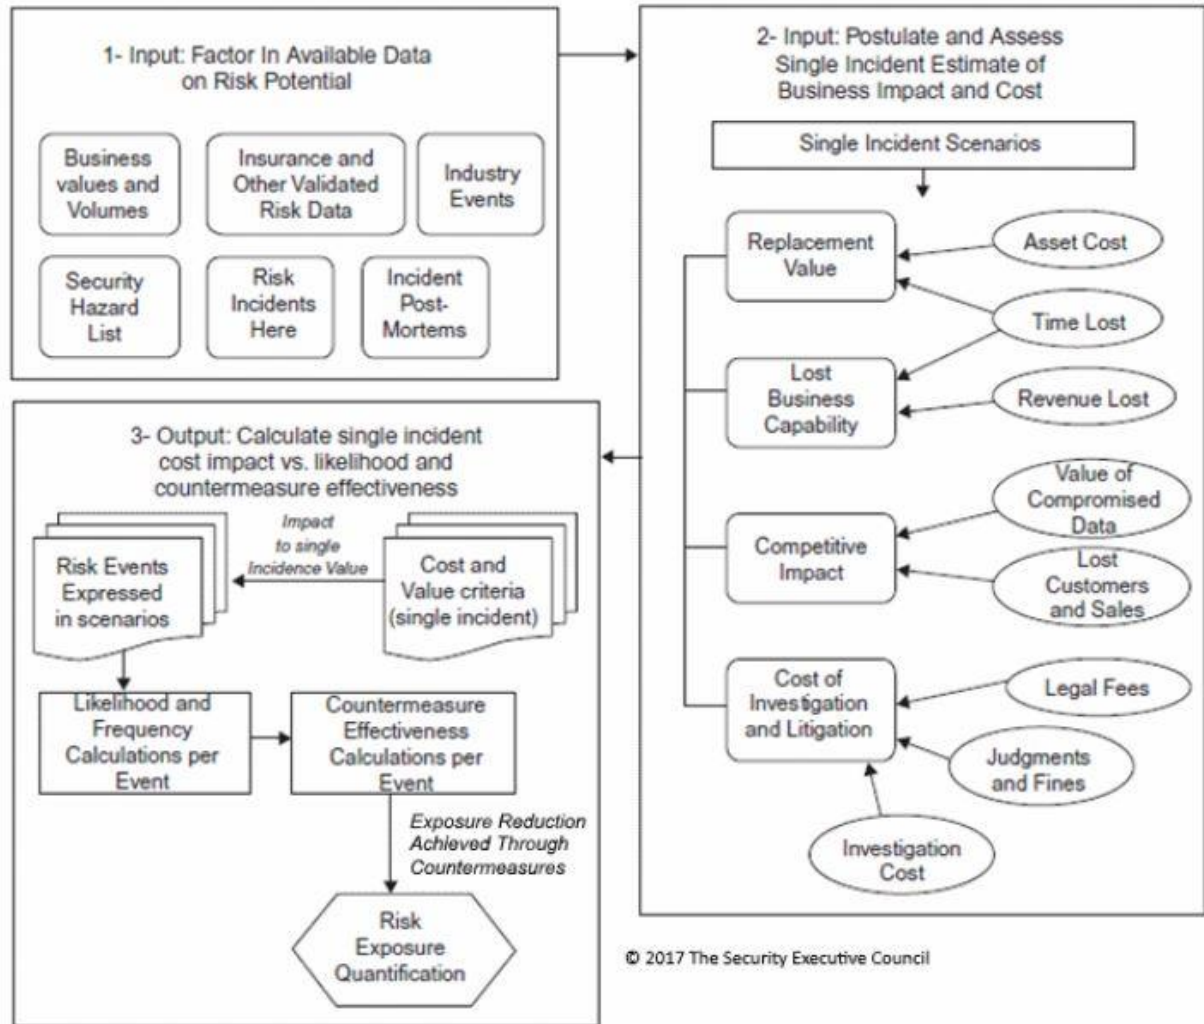 1- Input: Factor In Available Data
on Risk Potential
Business
values and
Volumes
Insurance and
Other Validated
Risk Data
Industry
Events
Security
Hazard
List
Risk
Incidents
Here
Incident
Post-
Mortems
2- Input: Postulate and Assess
Single Incident Estimate of
Business Impact and Cost
Single Incident Scenarios
Replacement
Value
Asset Cost
Time Lost
Lost
Business
Capability
Revenue Lost
Value of
Compromised
Data
Competitive
Impact
Lost
Customers
and Sales
Cost of
Investigation
and Litigation
Legal Fees
Judgments
and Fines
Investigation
Cost
3- Output: Calculate single incident
cost impact vs. likelihood and
countermeasure effectiveness
Risk Events
Expressed
in scenarios
Impact
to single
Incidence Value
Cost and
Value criteria
(single incident)
Likelihood and
Frequency
Calculations per
Event
Countermeasure
Effectiveness
Calculations per
Event
Exposure Reduction
Achieved Through
Countermeasures
Risk
Exposure
Quantification
© 2017 The Security Executive Council